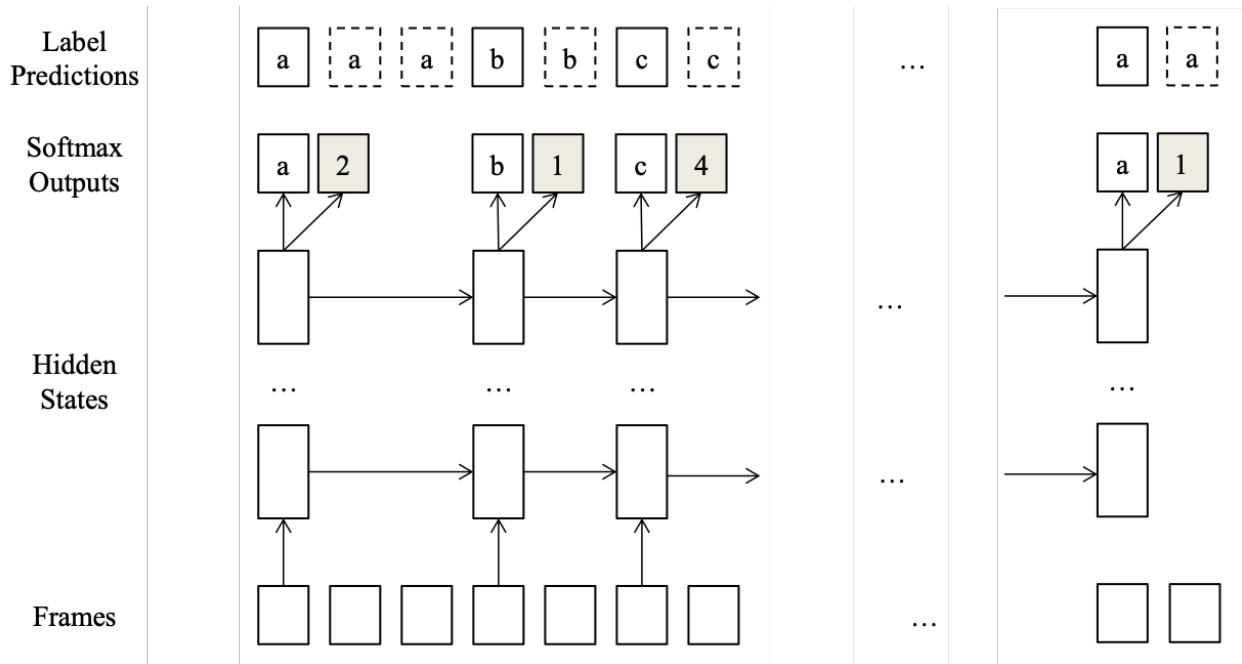 Label
Predictions
a a a b b c c ... a a
Softmax
Outputs
a 2 b 1 c 4 a 1
...
Hidden
States
... ... ... ...
...
Frames
...